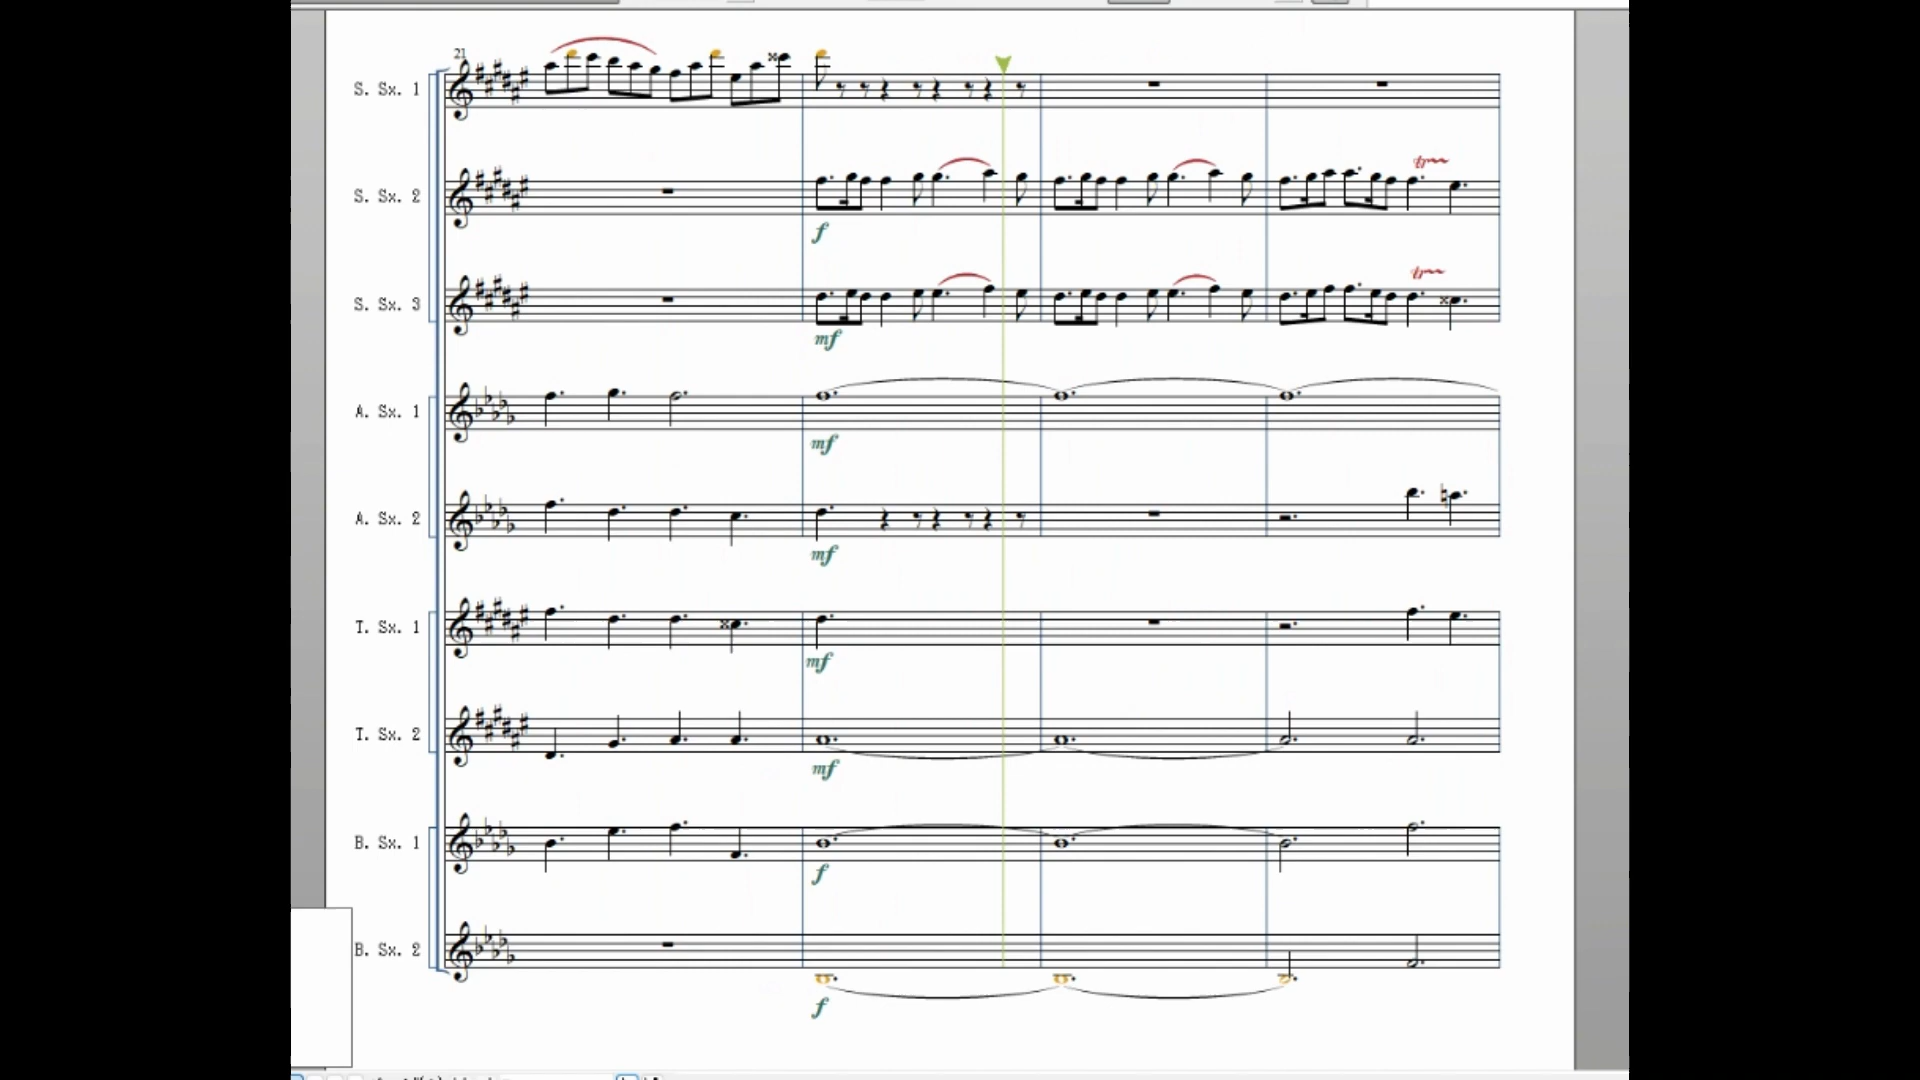 21
S. Sx. 1
tr
S. Sx. 2
f
tr
S. Sx. 3
mf
A. Sx. 1
mf
A. Sx. 2
mf
T. Sx. 1
mf
T. Sx. 2
mf
B. Sx. 1
f
B. Sx. 2
f